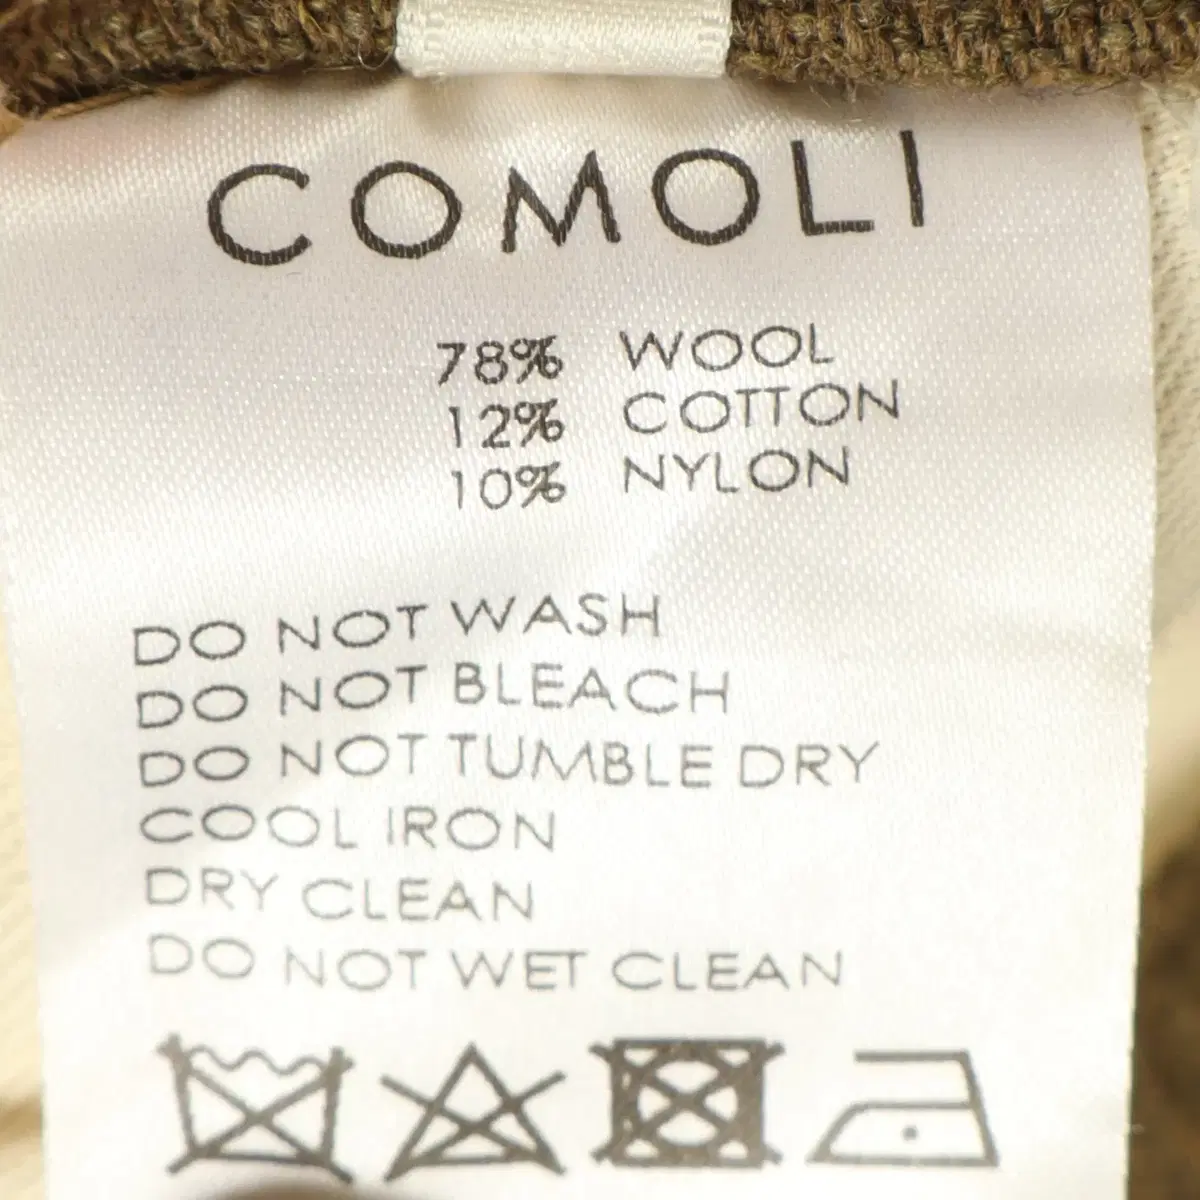 COMOLI
78% WOOL
12% COTTON
10% NYLON
DO NOT WASH
DO NOT BLEACH
DO NOT TUMBLE DRY
COOL IRON
DRY CLEAN
DO NOT WET CLEAN